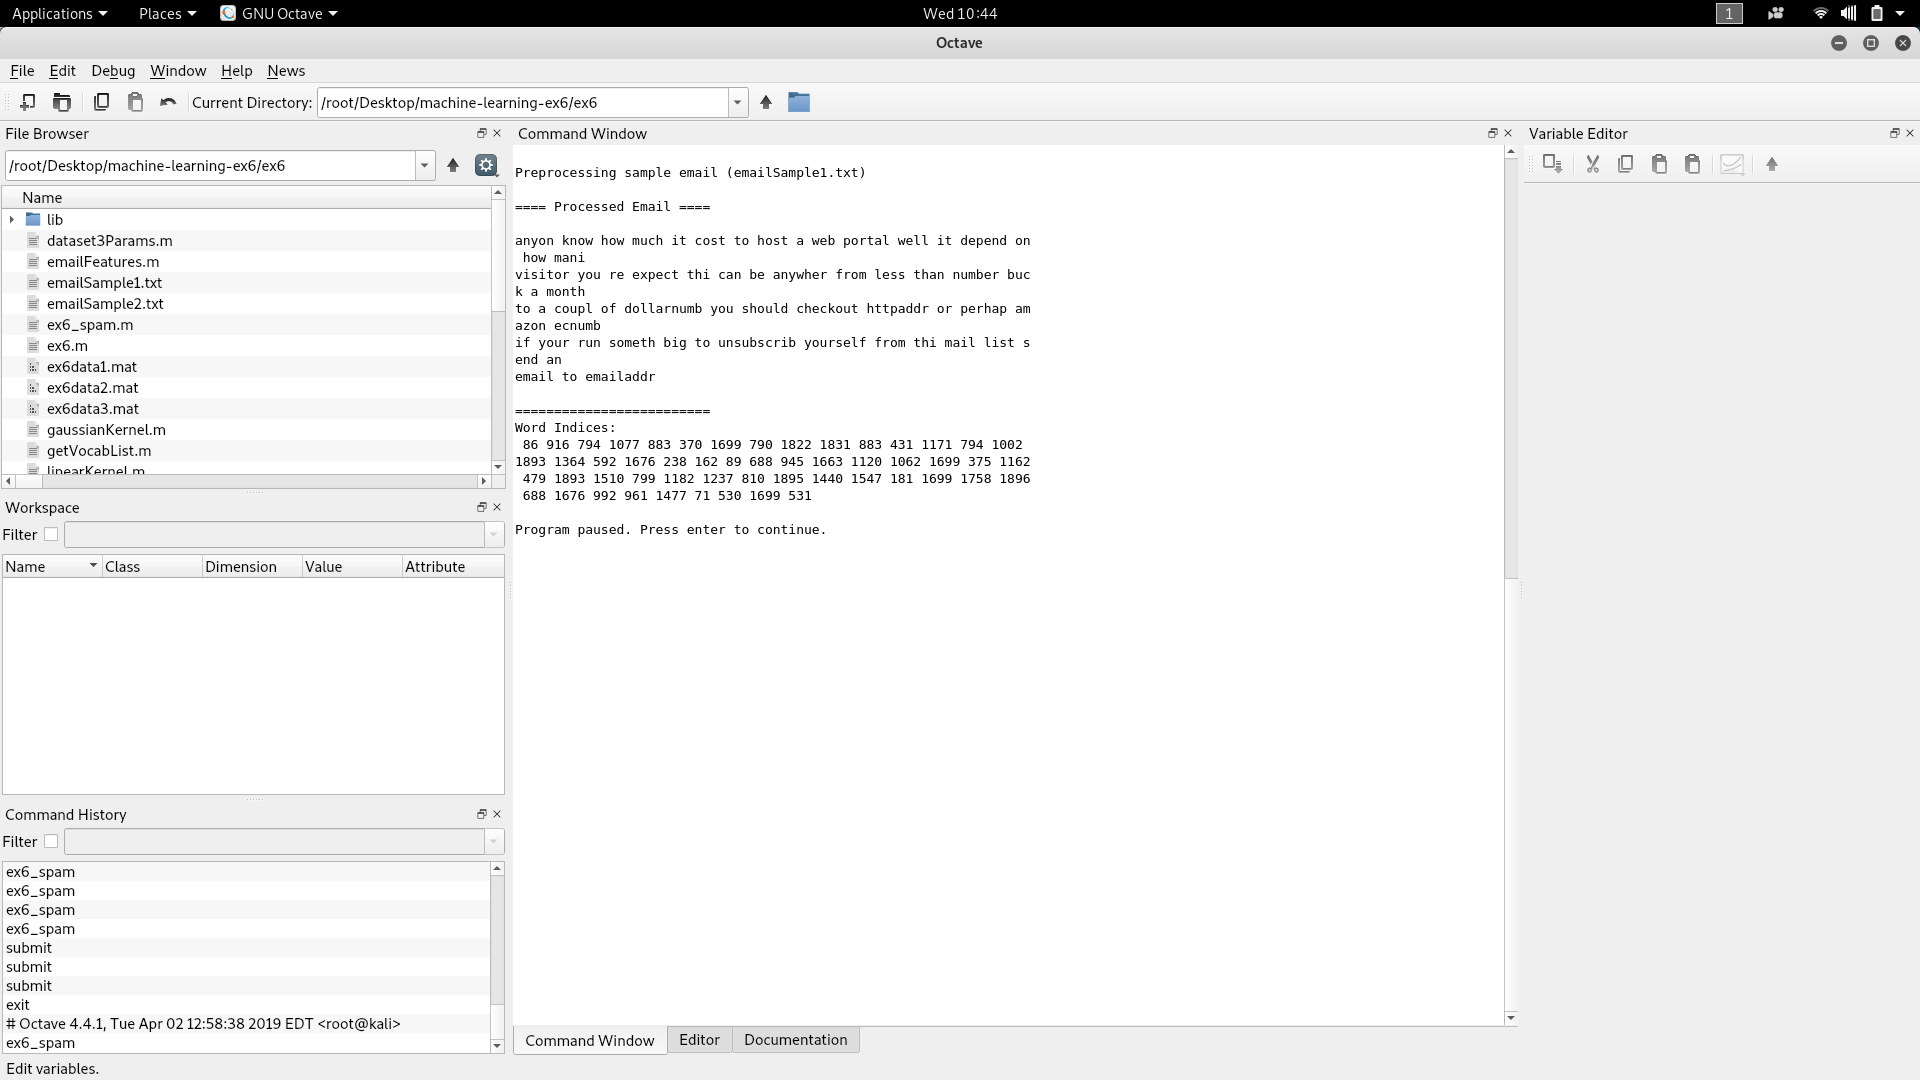 Applications
Places
GNU Octave
Wed 10:44
1
Octave
File Edit Debug Window Help News
Current Directory: /root/Desktop/machine-learning-ex6/ex6
File Browser
/root/Desktop/machine-learning-ex6/ex6
Name
lib
dataset3Params.m
emailFeatures.m
emailSample1.txt
emailSample2.txt
ex6_spam.m
ex6.m
ex6data1.mat
ex6data2.mat
ex6data3.mat
gaussianKernel.m
getVocabList.m
linearKernel.m
Workspace
Filter
Name Class Dimension Value Attribute
Command History
Filter
ex6_spam
ex6_spam
ex6_spam
ex6_spam
submit
submit
submit
exit
# Octave 4.4.1, Tue Apr 02 12:58:38 2019 EDT <root@kali>
ex6_spam
Edit variables.
Command Window
Preprocessing sample email (emailSample1.txt)
==== Processed Email ====
anyon know how much it cost to host a web portal well it depend on
 how mani
visitor you re expect thi can be anywher from less than number buc
k a month
to a coupl of dollarnumb you should checkout httpaddr or perhap am
azon ecnumb
if your run someth big to unsubscrib yourself from thi mail list s
end an
email to emailaddr
=========================
Word Indices:
 86 916 794 1077 883 370 1699 790 1822 1831 883 431 1171 794 1002
1893 1364 592 1676 238 162 89 688 945 1663 1120 1062 1699 375 1162
 479 1893 1510 799 1182 1237 810 1895 1440 1547 181 1699 1758 1896
 688 1676 992 961 1477 71 530 1699 531
Program paused. Press enter to continue.
Command Window Editor Documentation
Variable Editor